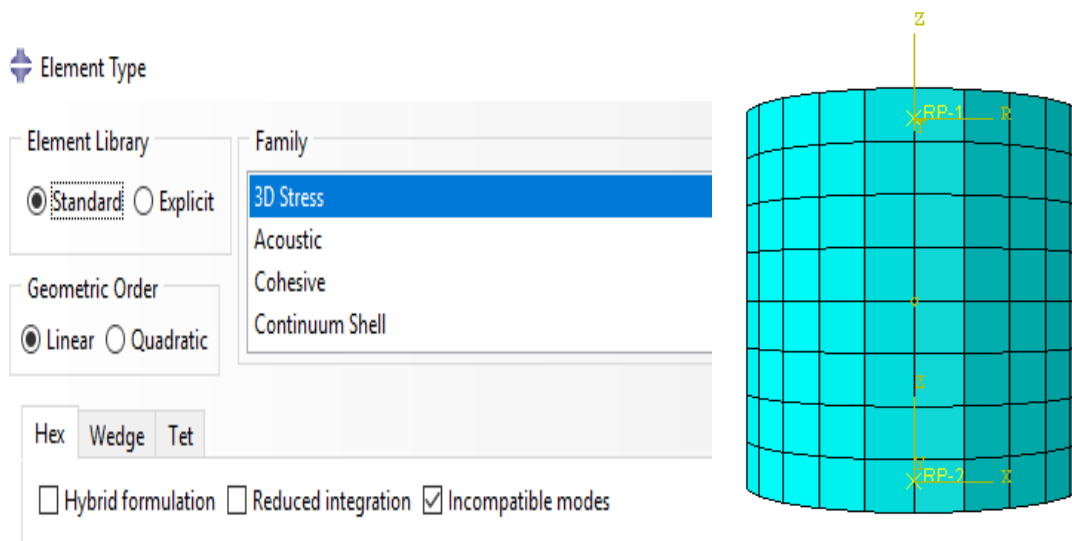 Element Type
Element Library
Standard Explicit
Family
3D Stress
Acoustic
Cohesive
Continuum Shell
Geometric Order
Linear Quadratic
Hex Wedge Tet
Hybrid formulation Reduced integration Incompatible modes
Z
RP-1 R
Z
RP-2 X